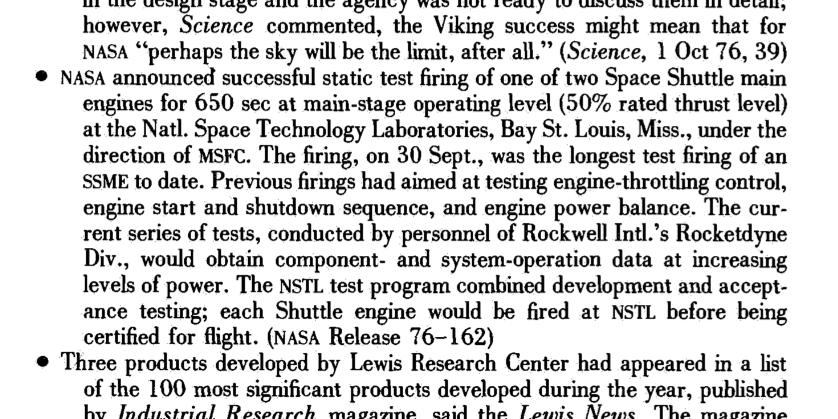 in the design stage and the agency was not ready to discuss them in detail;
however, Science commented, the Viking success might mean that for
NASA “perhaps the sky will be the limit, after all.” (Science, 1 Oct 76, 39)
• NASA announced successful static test firing of one of two Space Shuttle main
engines for 650 sec at main-stage operating level (50% rated thrust level)
at the Natl. Space Technology Laboratories, Bay St. Louis, Miss., under the
direction of MSFC. The firing, on 30 Sept., was the longest test firing of an
SSME to date. Previous firings had aimed at testing engine-throttling control,
engine start and shutdown sequence, and engine power balance. The cur-
rent series of tests, conducted by personnel of Rockwell Intl.’s Rocketdyne
Div., would obtain component- and system-operation data at increasing
levels of power. The NSTL test program combined development and accept-
ance testing; each Shuttle engine would be fired at NSTL before being
certified for flight. (NASA Release 76–162)
• Three products developed by Lewis Research Center had appeared in a list
of the 100 most significant products developed during the year, published
by Industrial Research magazine, said the Lewis News. The magazine